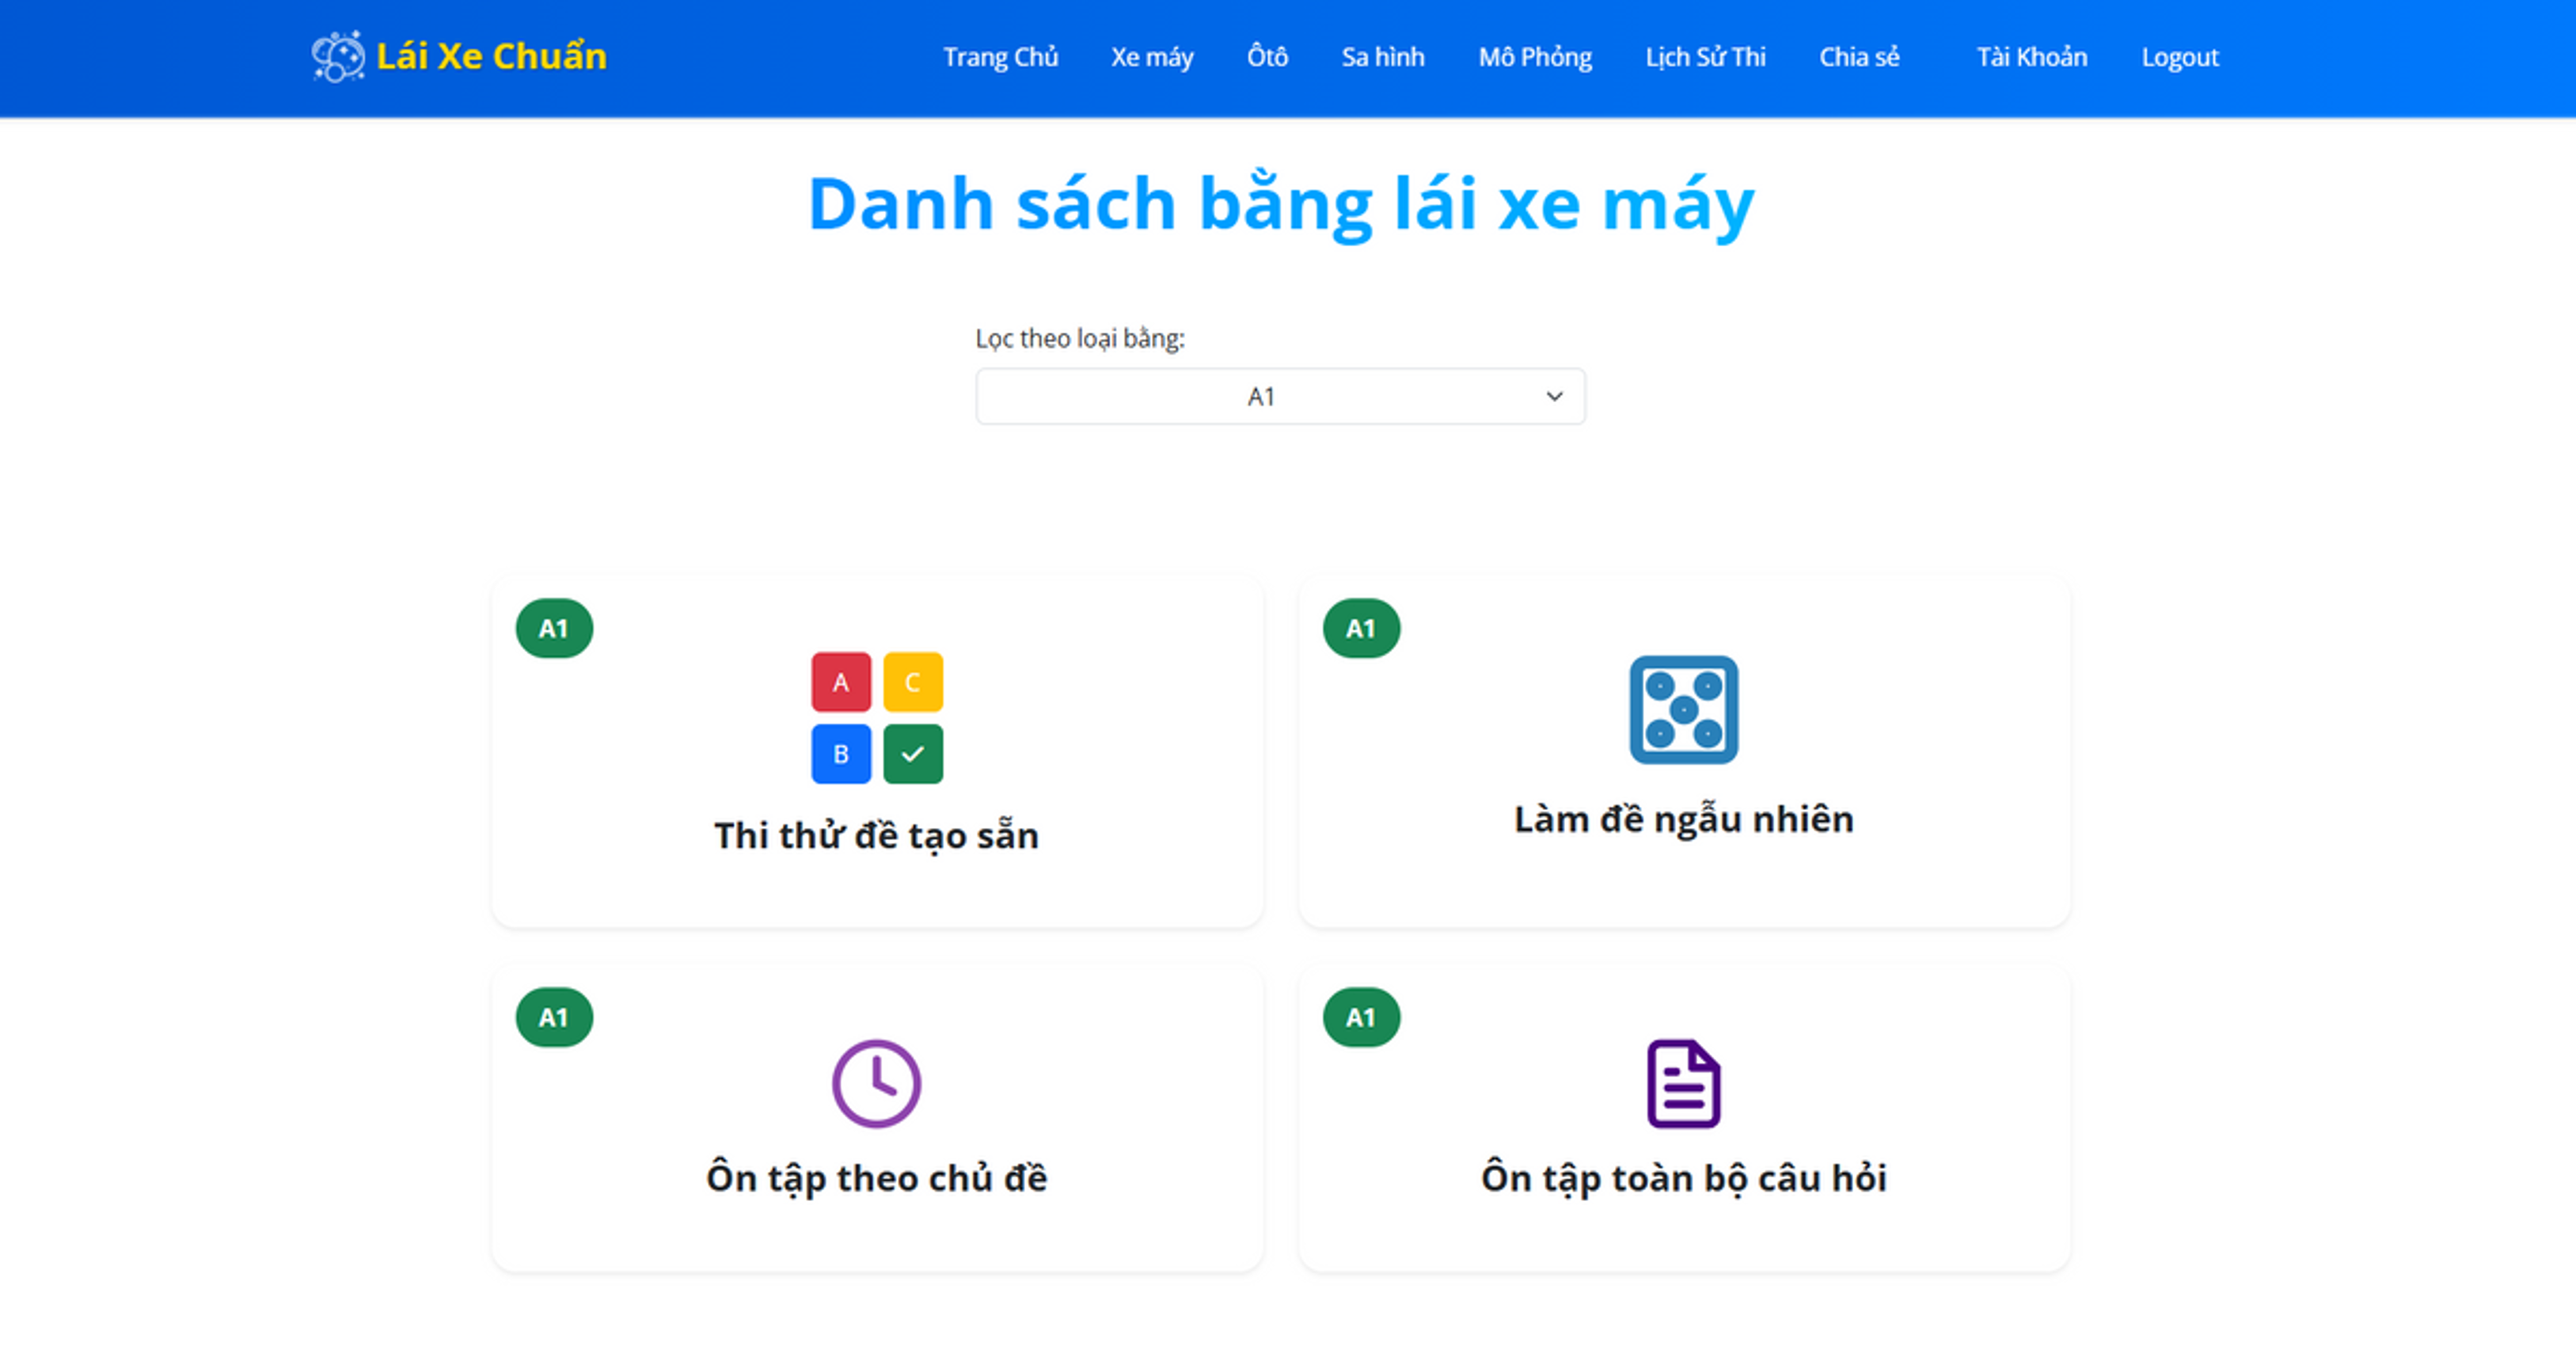 Lái Xe Chuẩn
Trang Chủ Xe máy Ôtô Sa hình Mô Phỏng Lịch Sử Thi Chia sẻ Tài Khoản Logout
Danh sách bằng lái xe máy
Lọc theo loại bằng:
A1
A1
A C
B
Thi thử đề tạo sẵn
A1
Làm đề ngẫu nhiên
A1
Ôn tập theo chủ đề
A1
Ôn tập toàn bộ câu hỏi